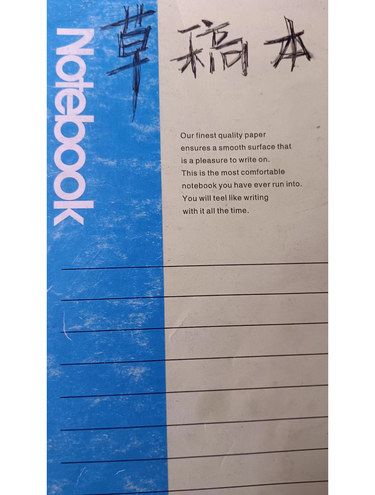 草稿本
Notebook
Our finest quality paper
ensures a smooth surface that
is a pleasure to write on.
This is the most comfortable
notebook you have ever run into.
You will feel like writing
with it all the time.